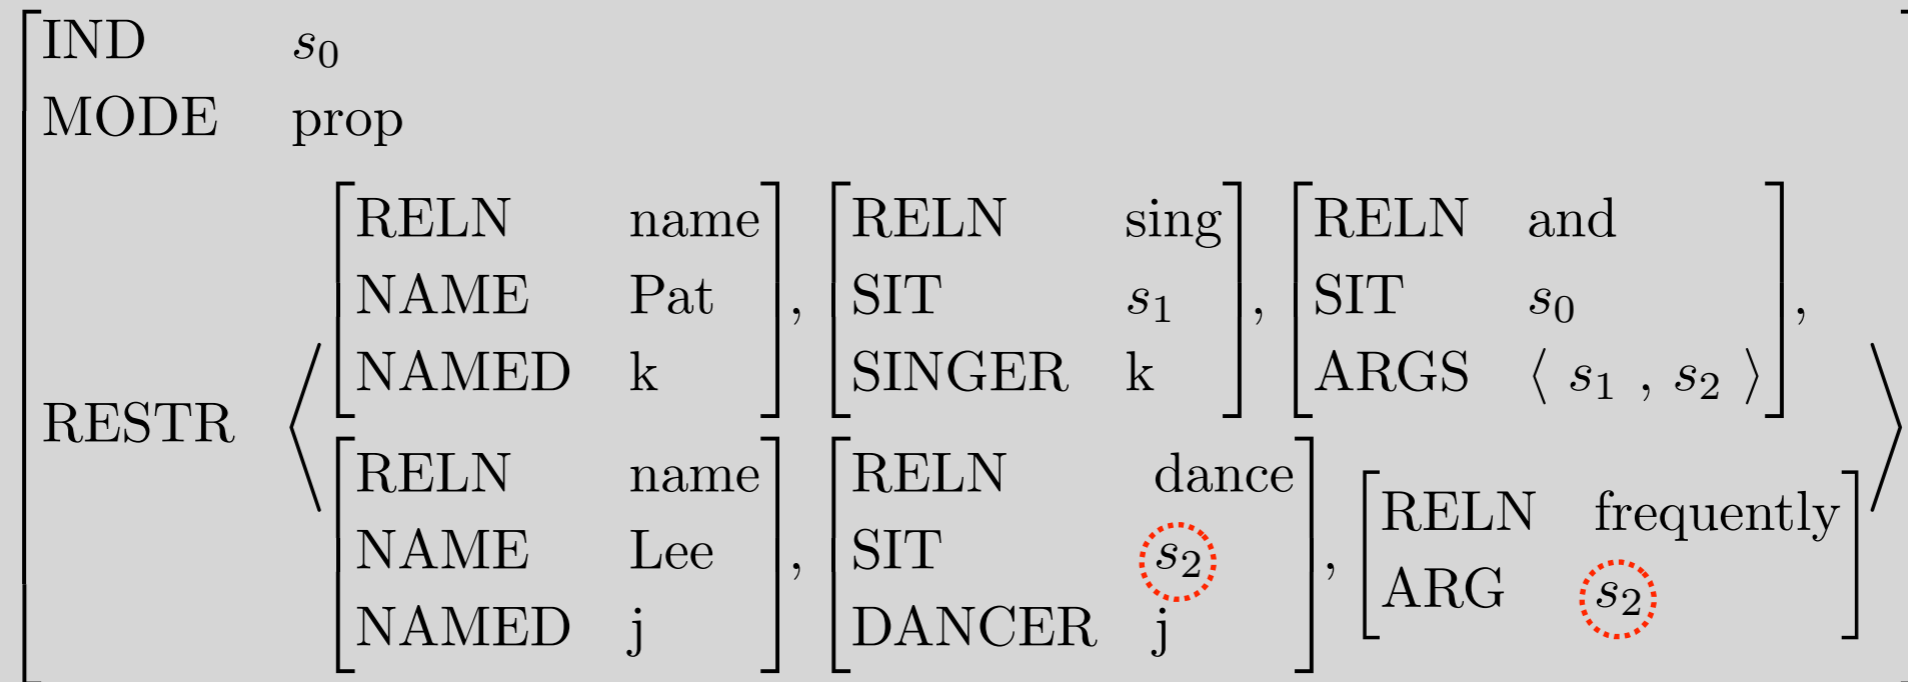 IND s₀
MODE prop
RELN name RELN sing RELN and
NAME Pat , SIT s₁ , SIT s₀ ,
NAMED k SINGER k ARGS ⟨ s₁ , s₂ ⟩
RESTR
RELN name RELN dance
RELN frequently
NAME Lee , SIT s₂ ,
ARG s₂
NAMED j DANCER j